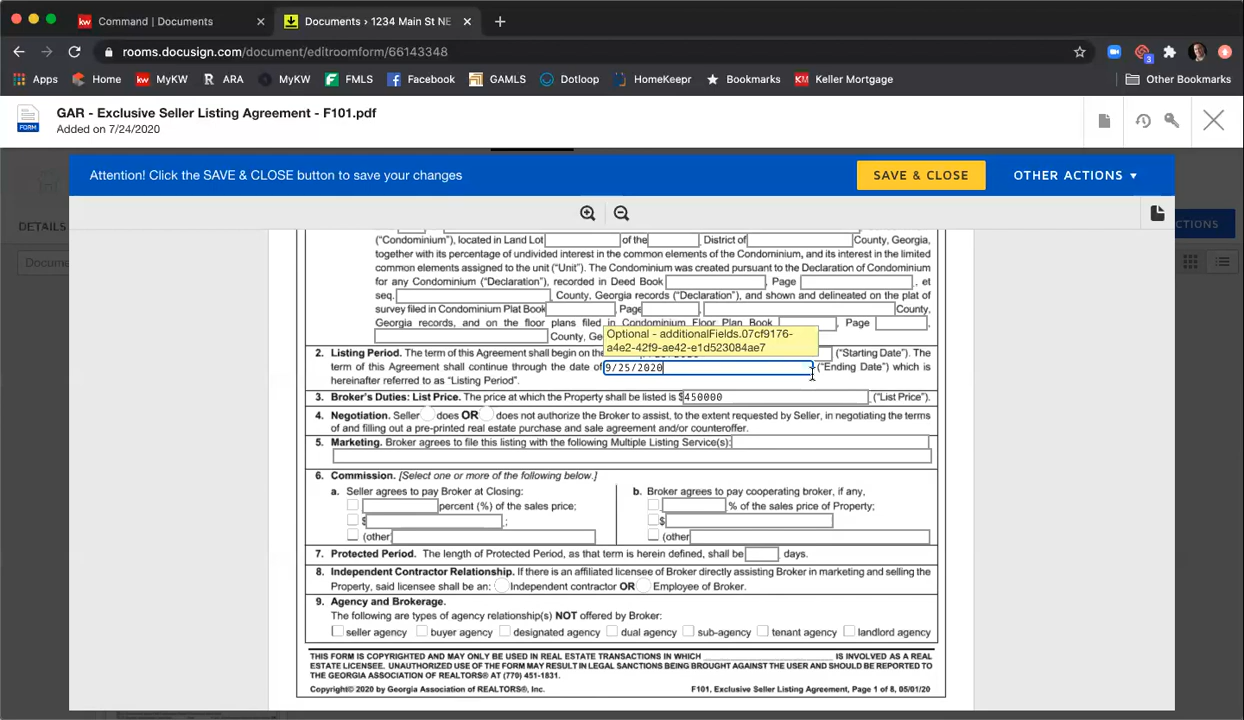 Command | Documents
Documents › 1234 Main St NE
rooms.docusign.com/document/editroomform/66143348
3
Apps Home kw MyKW R ARA MyKW FMLS Facebook GAMLS Dotloop HomeKeepr Bookmarks KM Keller Mortgage Other Bookmarks
GAR - Exclusive Seller Listing Agreement - F101.pdf
FORM
Added on 7/24/2020
Attention! Click the SAVE & CLOSE button to save your changes SAVE & CLOSE OTHER ACTIONS
DETAILS
Docume
(“Condominium”), located in Land Lot of the District of County, Georgia,
together with its percentage of undivided interest in the common elements of the Condominium, and its interest in the limited
common elements assigned to the unit (“Unit”). The Condominium was created pursuant to the Declaration of Condominium
for any Condominium (“Declaration”), recorded in Deed Book , Page , et
seq. , County, Georgia records (“Declaration”), and shown and delineated on the plat of
survey filed in Condominium Plat Book , Page , County,
Georgia records, and on the floor plans filed in Condominium Floor Plan Book , Page ,
County, Ge
Optional - additionalFields.07cf9176-
a4e2-42f9-ae42-e1d523084ae7
2. Listing Period. The term of this Agreement shall begin on the (“Starting Date”). The
term of this Agreement shall continue through the date of 9/25/2020 (“Ending Date”) which is
hereinafter referred to as “Listing Period”.
3. Broker's Duties: List Price. The price at which the Property shall be listed is $450000 (“List Price”).
4. Negotiation. Seller does OR does not authorize the Broker to assist, to the extent requested by Seller, in negotiating the terms
of and filling out a pre-printed real estate purchase and sale agreement and/or counteroffer.
5. Marketing. Broker agrees to file this listing with the following Multiple Listing Service(s):
6. Commission. [Select one or more of the following below.]
a. Seller agrees to pay Broker at Closing:
percent (%) of the sales price;
$ ;
(other
b. Broker agrees to pay cooperating broker, if any,
% of the sales price of Property;
$
(other
7. Protected Period. The length of Protected Period, as that term is herein defined, shall be days.
8. Independent Contractor Relationship. If there is an affiliated licensee of Broker directly assisting Broker in marketing and selling the
Property, said licensee shall be an: Independent contractor OR Employee of Broker.
9. Agency and Brokerage.
The following are types of agency relationship(s) NOT offered by Broker:
seller agency buyer agency designated agency dual agency sub-agency tenant agency landlord agency
THIS FORM IS COPYRIGHTED AND MAY ONLY BE USED IN REAL ESTATE TRANSACTIONS IN WHICH IS INVOLVED AS A REAL
ESTATE LICENSEE. UNAUTHORIZED USE OF THE FORM MAY RESULT IN LEGAL SANCTIONS BEING BROUGHT AGAINST THE USER AND SHOULD BE REPORTED TO
THE GEORGIA ASSOCIATION OF REALTORS® AT (770) 451-1831.
Copyright© 2020 by Georgia Association of REALTORS®, Inc. F101, Exclusive Seller Listing Agreement, Page 1 of 8, 05/01/20